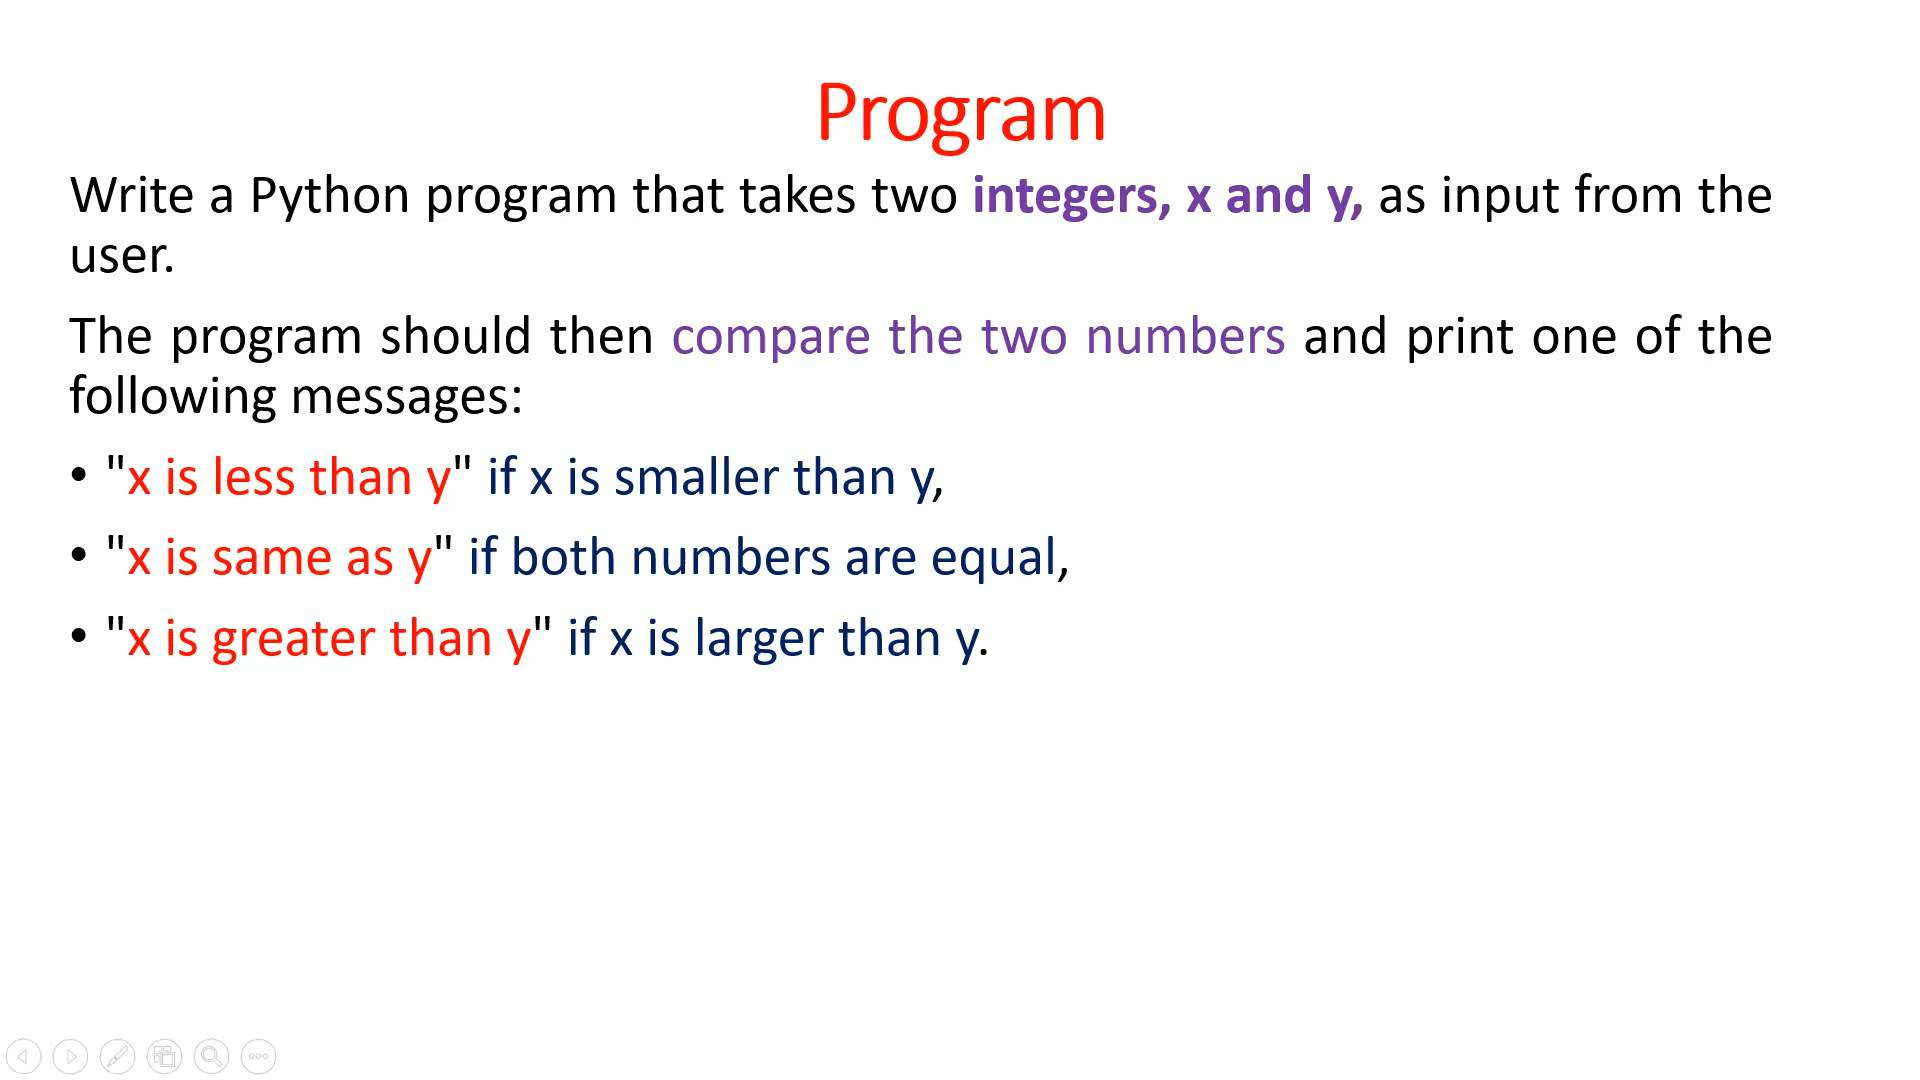 Program
Write a Python program that takes two integers, x and y, as input from the
user.
The program should then compare the two numbers and print one of the
following messages:
• "x is less than y" if x is smaller than y,
• "x is same as y" if both numbers are equal,
• "x is greater than y" if x is larger than y.